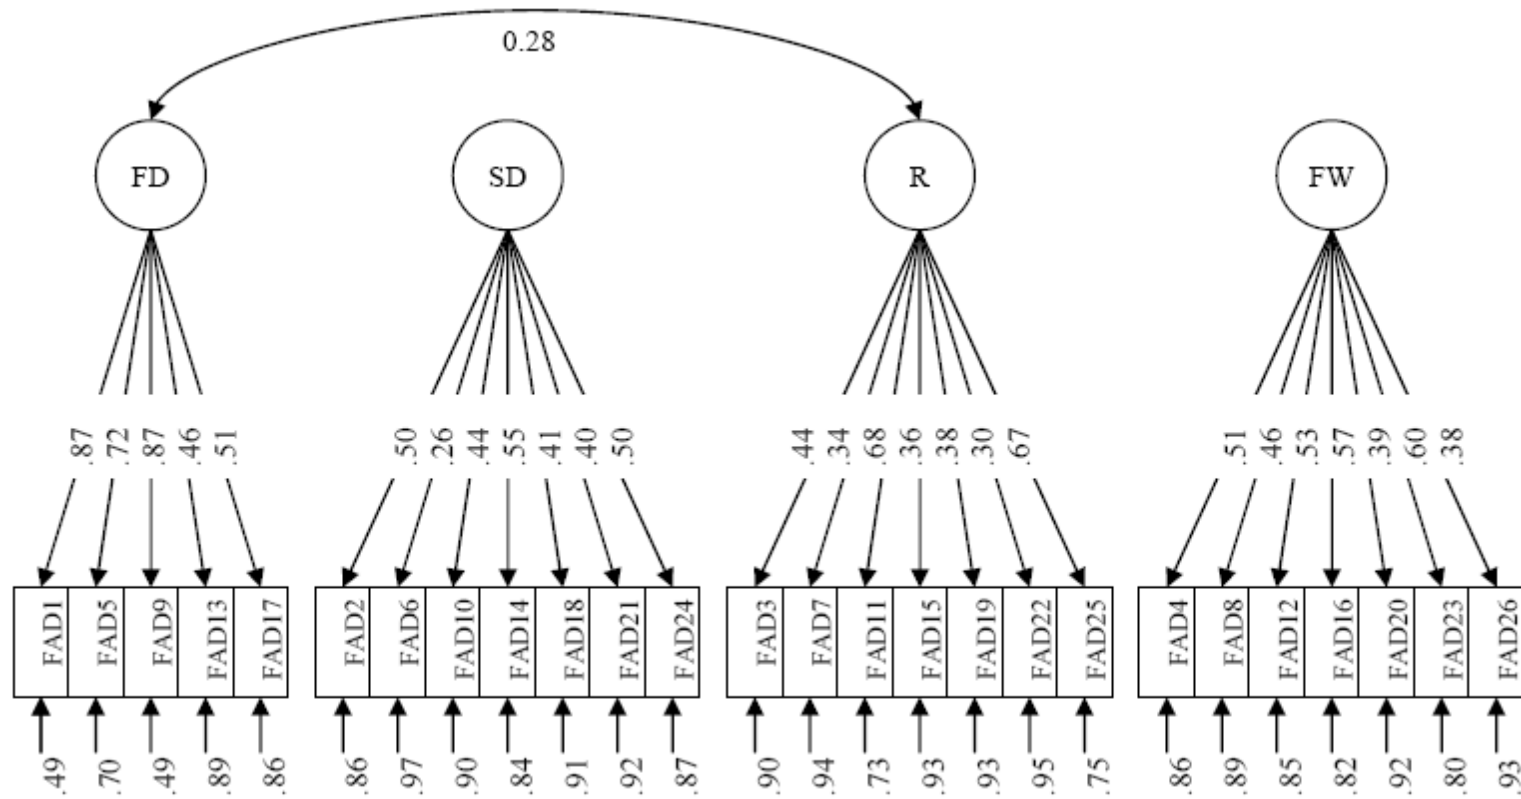 0.28
FD SD R FW
.87 .72 .87 .46 .51 .50 .26 .44 .55 .41 .40 .50 .44 .34 .68 .36 .38 .30 .67 .51 .46 .53 .57 .39 .60 .38
FAD1 FAD5 FAD9 FAD13 FAD17 FAD2 FAD6 FAD10 FAD14 FAD18 FAD21 FAD24 FAD3 FAD7 FAD11 FAD15 FAD19 FAD22 FAD25 FAD4 FAD8 FAD12 FAD16 FAD20 FAD23 FAD26
.49 .70 .49 .89 .86 .86 .97 .90 .84 .91 .92 .87 .90 .94 .73 .93 .93 .95 .75 .86 .89 .85 .82 .92 .80 .93